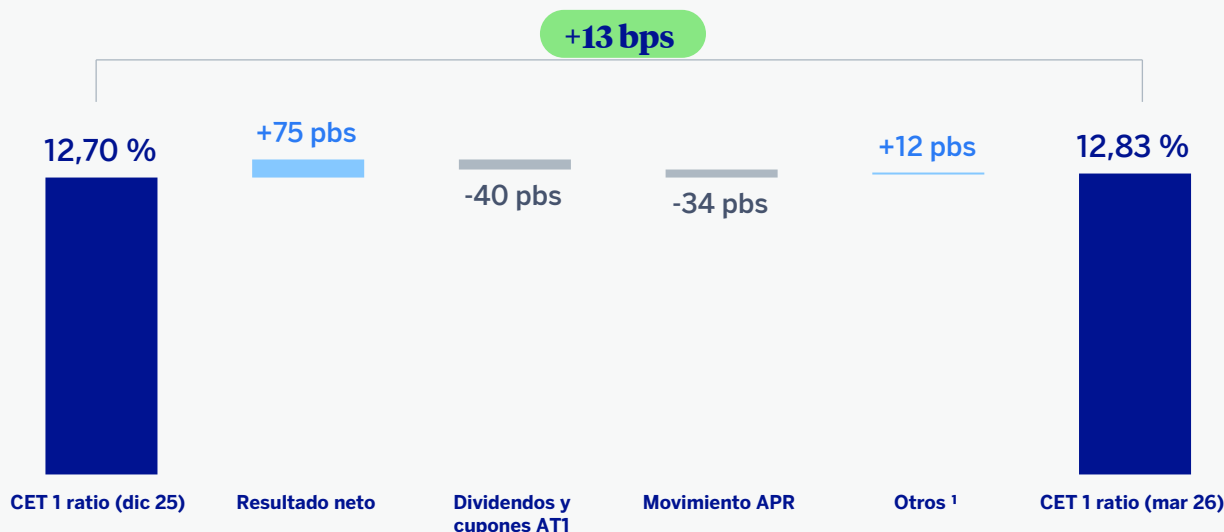 +13 bps
12,70 %
+75 pbs
-40 pbs
-34 pbs
+12 pbs
12,83 %
CET 1 ratio (dic 25)
Resultado neto
Dividendos y
cupones AT1
Movimiento APR
Otros ¹
CET 1 ratio (mar 26)